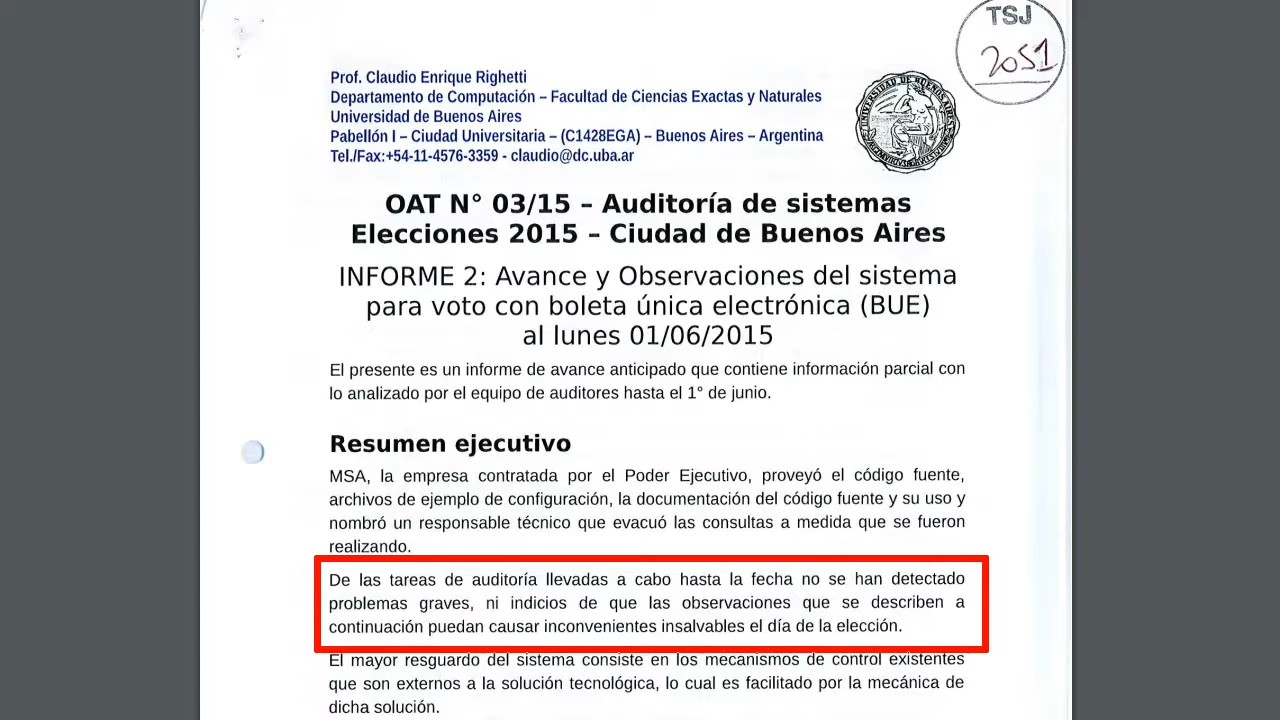 TSJ
2051
Prof. Claudio Enrique Righetti
Departamento de Computación – Facultad de Ciencias Exactas y Naturales
Universidad de Buenos Aires
Pabellón I – Ciudad Universitaria – (C1428EGA) – Buenos Aires – Argentina
Tel./Fax:+54-11-4576-3359 - claudio@dc.uba.ar
OAT N° 03/15 – Auditoría de sistemas
Elecciones 2015 – Ciudad de Buenos Aires
INFORME 2: Avance y Observaciones del sistema
para voto con boleta única electrónica (BUE)
al lunes 01/06/2015
El presente es un informe de avance anticipado que contiene información parcial con
lo analizado por el equipo de auditores hasta el 1° de junio.
Resumen ejecutivo
MSA, la empresa contratada por el Poder Ejecutivo, proveyó el código fuente,
archivos de ejemplo de configuración, la documentación del código fuente y su uso y
nombró un responsable técnico que evacuó las consultas a medida que se fueron
realizando.
De las tareas de auditoría llevadas a cabo hasta la fecha no se han detectado
problemas graves, ni indicios de que las observaciones que se describen a
continuación puedan causar inconvenientes insalvables el día de la elección.
El mayor resguardo del sistema consiste en los mecanismos de control existentes
que son externos a la solución tecnológica, lo cual es facilitado por la mecánica de
dicha solución.